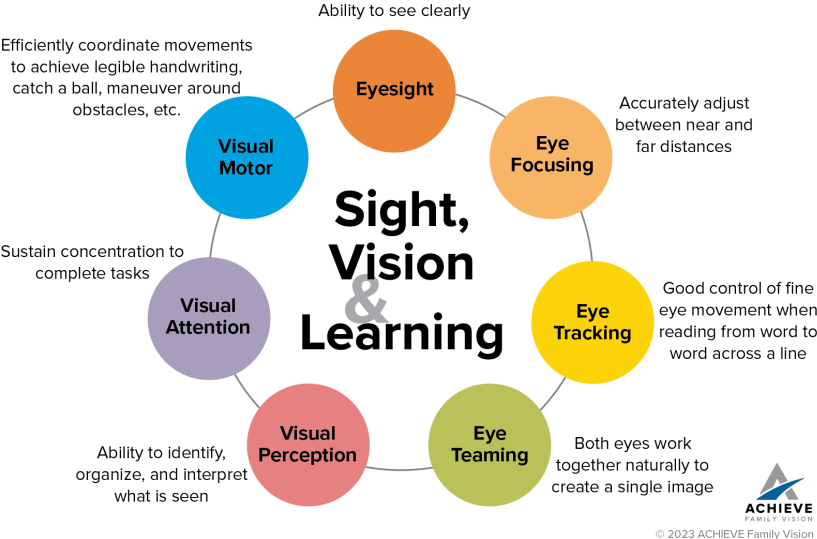 Ability to see clearly
Eyesight
Accurately adjust
between near and
far distances
Eye
Focusing
Good control of fine
eye movement when
reading from word to
word across a line
Eye
Tracking
Both eyes work
together naturally to
create a single image
Eye
Teaming
Ability to identify,
organize, and interpret
what is seen
Visual
Perception
Sustain concentration to
complete tasks
Visual
Attention
Efficiently coordinate movements
to achieve legible handwriting,
catch a ball, maneuver around
obstacles, etc.
Visual
Motor
Sight,
Vision
&
Learning
ACHIEVE
FAMILY VISION
© 2023 ACHIEVE Family Vision